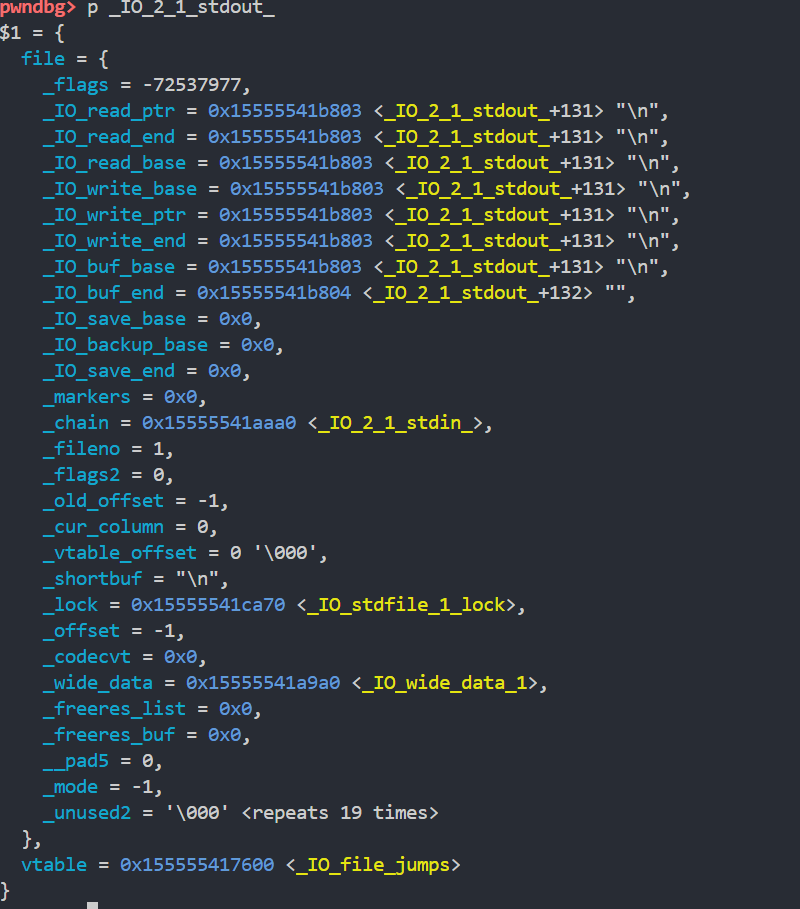 pwndbg> p _IO_2_1_stdout_
$1 = {
  file = {
    _flags = -72537977,
    _IO_read_ptr = 0x15555541b803 <_IO_2_1_stdout_+131> "\n",
    _IO_read_end = 0x15555541b803 <_IO_2_1_stdout_+131> "\n",
    _IO_read_base = 0x15555541b803 <_IO_2_1_stdout_+131> "\n",
    _IO_write_base = 0x15555541b803 <_IO_2_1_stdout_+131> "\n",
    _IO_write_ptr = 0x15555541b803 <_IO_2_1_stdout_+131> "\n",
    _IO_write_end = 0x15555541b803 <_IO_2_1_stdout_+131> "\n",
    _IO_buf_base = 0x15555541b803 <_IO_2_1_stdout_+131> "\n",
    _IO_buf_end = 0x15555541b804 <_IO_2_1_stdout_+132> "",
    _IO_save_base = 0x0,
    _IO_backup_base = 0x0,
    _IO_save_end = 0x0,
    _markers = 0x0,
    _chain = 0x15555541aaa0 <_IO_2_1_stdin_>,
    _fileno = 1,
    _flags2 = 0,
    _old_offset = -1,
    _cur_column = 0,
    _vtable_offset = 0 '\000',
    _shortbuf = "\n",
    _lock = 0x15555541ca70 <_IO_stdfile_1_lock>,
    _offset = -1,
    _codecvt = 0x0,
    _wide_data = 0x15555541a9a0 <_IO_wide_data_1>,
    _freeres_list = 0x0,
    _freeres_buf = 0x0,
    __pad5 = 0,
    _mode = -1,
    _unused2 = '\000' <repeats 19 times>
  },
  vtable = 0x155555417600 <_IO_file_jumps>
}